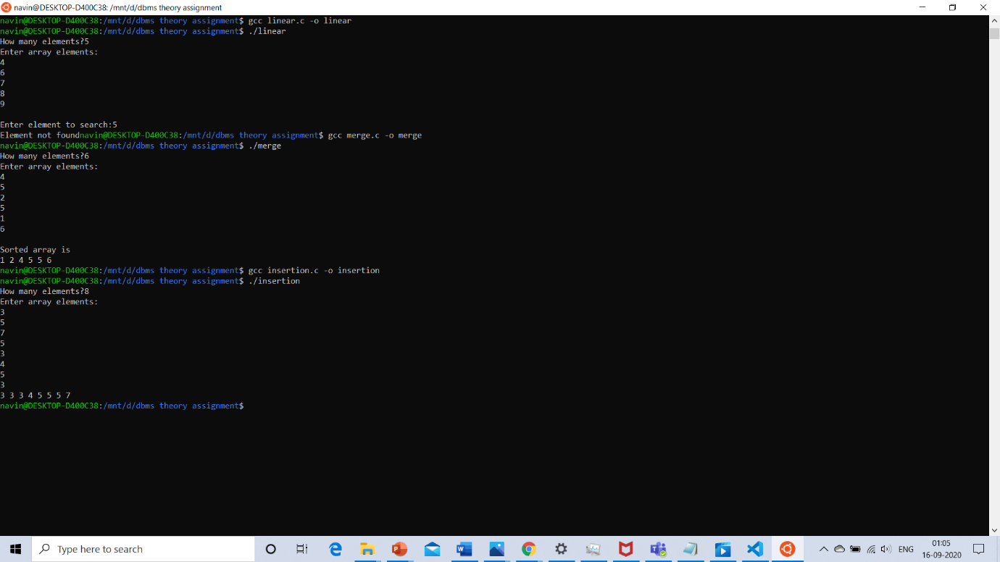 navin@DESKTOP-D400C38: /mnt/d/dbms theory assignment
navin@DESKTOP-D400C38:/mnt/d/dbms theory assignment$ gcc linear.c -o linear
navin@DESKTOP-D400C38:/mnt/d/dbms theory assignment$ ./linear
How many elements?5
Enter array elements:
4
6
7
8
9
Enter element to search:5
Element not foundnavin@DESKTOP-D400C38:/mnt/d/dbms theory assignment$ gcc merge.c -o merge
navin@DESKTOP-D400C38:/mnt/d/dbms theory assignment$ ./merge
How many elements?6
Enter array elements:
4
5
2
5
1
6
Sorted array is
1 2 4 5 5 6
navin@DESKTOP-D400C38:/mnt/d/dbms theory assignment$ gcc insertion.c -o insertion
navin@DESKTOP-D400C38:/mnt/d/dbms theory assignment$ ./insertion
How many elements?8
Enter array elements:
3
5
7
5
3
4
5
3
3 3 3 4 5 5 5 7
navin@DESKTOP-D400C38:/mnt/d/dbms theory assignment$
Type here to search
ENG
01:05
16-09-2020